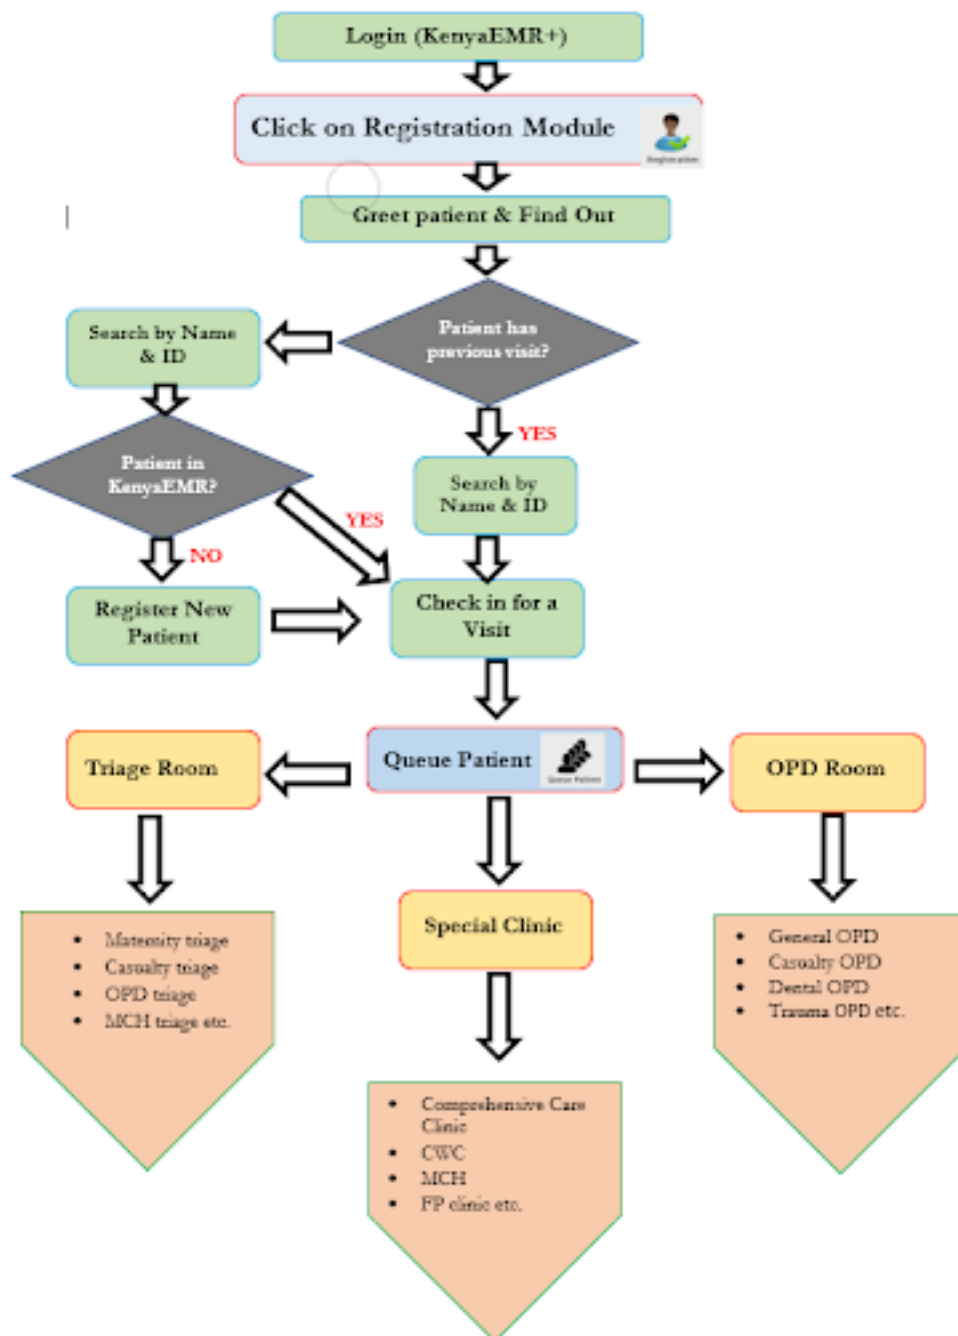 Login (KenyaEMR+)
Click on Registration Module
Registration
Greet patient & Find Out
Patient has
previous visit?
Search by Name
& ID
YES
Patient in
KenyaEMR?
Search by
Name & ID
YES
NO
Register New
Patient
Check in for a
Visit
Triage Room
Queue Patient
Queue Patient
OPD Room
• Maternity triage
• Casualty triage
• OPD triage
• MCH triage etc.
Special Clinic
• General OPD
• Casualty OPD
• Dental OPD
• Trauma OPD etc.
• Comprehensive Care
Clinic
• CWC
• MCH
• FP clinic etc.